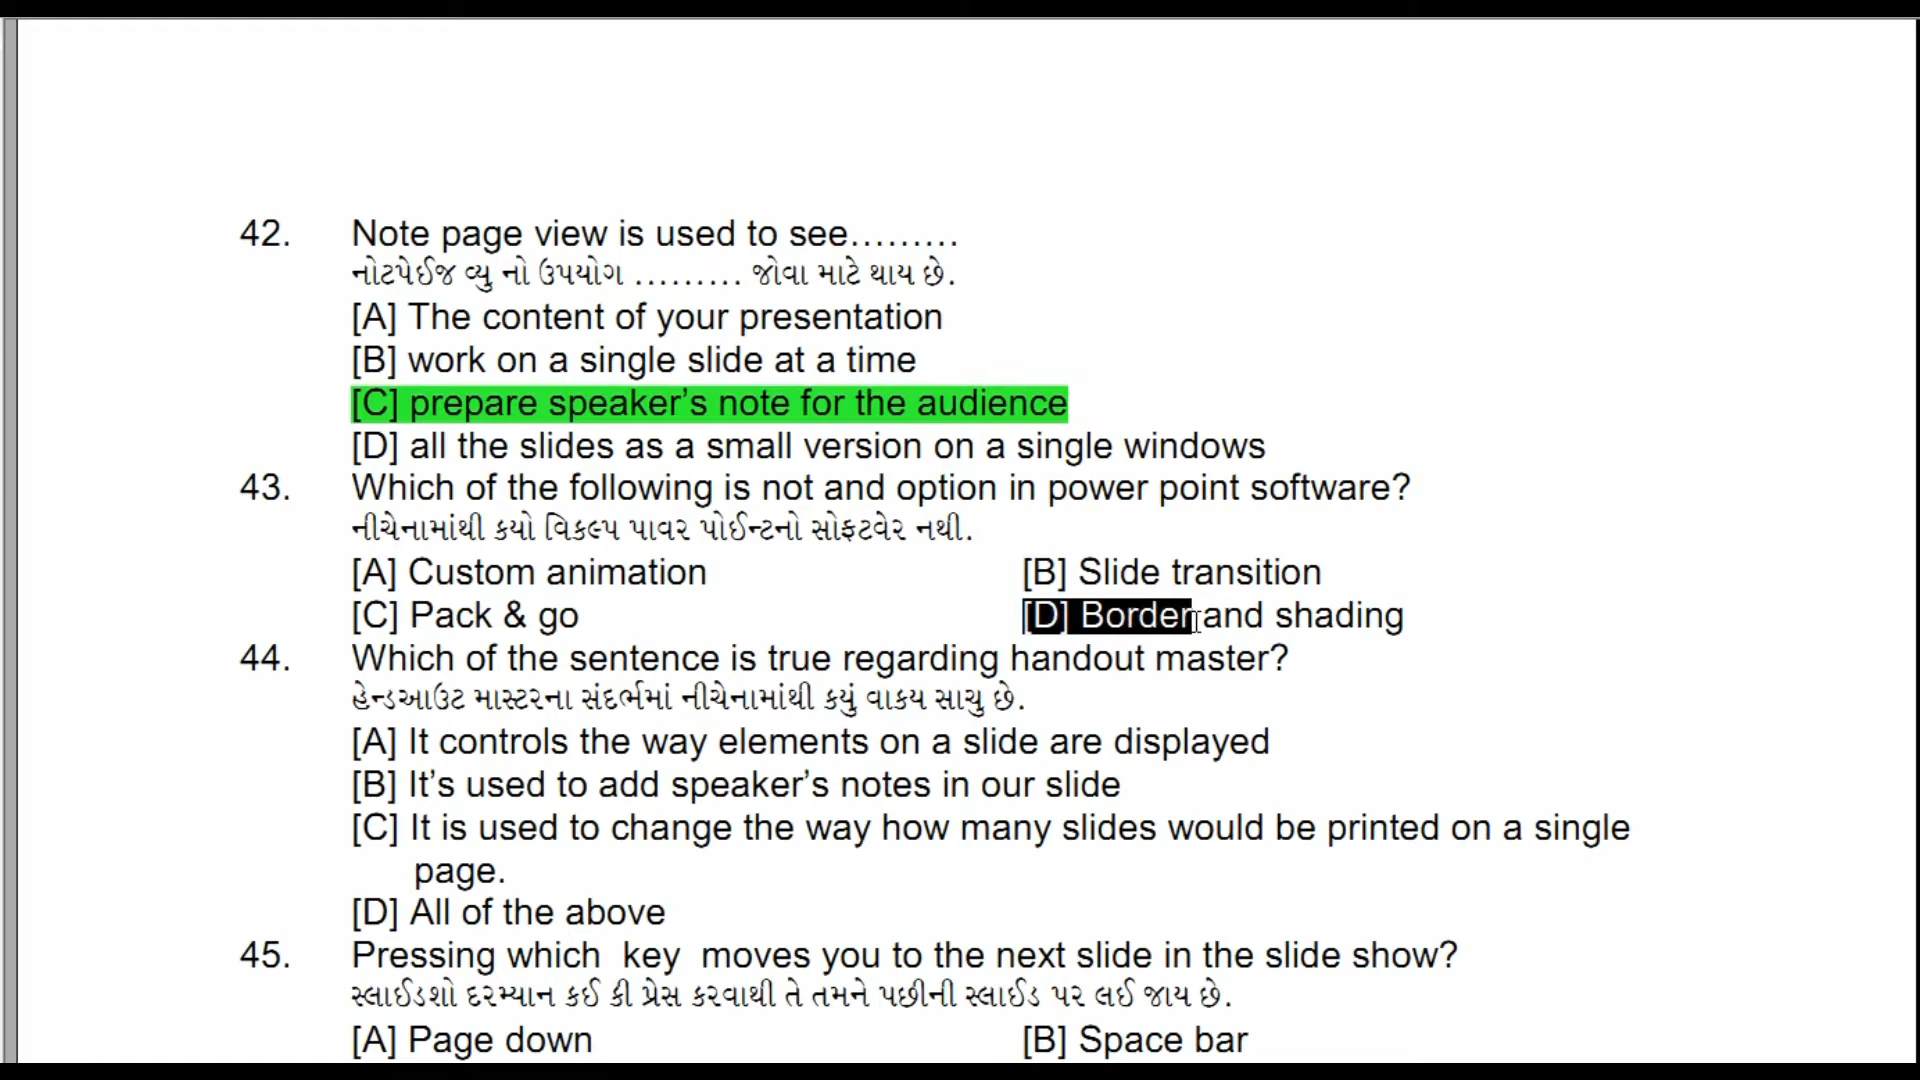 42. Note page view is used to see.........
નોટપેઈજ વ્યુ નો ઉપયોગ ......... જોવા માટે થાય છે.
[A] The content of your presentation
[B] work on a single slide at a time
[C] prepare speaker’s note for the audience
[D] all the slides as a small version on a single windows
43. Which of the following is not and option in power point software?
નીચેનામાંથી કયો વિકલ્પ પાવર પોઈન્ટનો સોફટવેર નથી.
[A] Custom animation [B] Slide transition
[C] Pack & go [D] Border and shading
44. Which of the sentence is true regarding handout master?
હેન્ડઆઉટ માસ્ટરના સંદર્ભમાં નીચેનામાંથી કયું વાકય સાચુ છે.
[A] It controls the way elements on a slide are displayed
[B] It’s used to add speaker’s notes in our slide
[C] It is used to change the way how many slides would be printed on a single
page.
[D] All of the above
45. Pressing which key moves you to the next slide in the slide show?
સ્લાઈડશો દરમ્યાન કઈ કી પ્રેસ કરવાથી તે તમને પછીની સ્લાઈડ પર લઈ જાય છે.
[A] Page down [B] Space bar